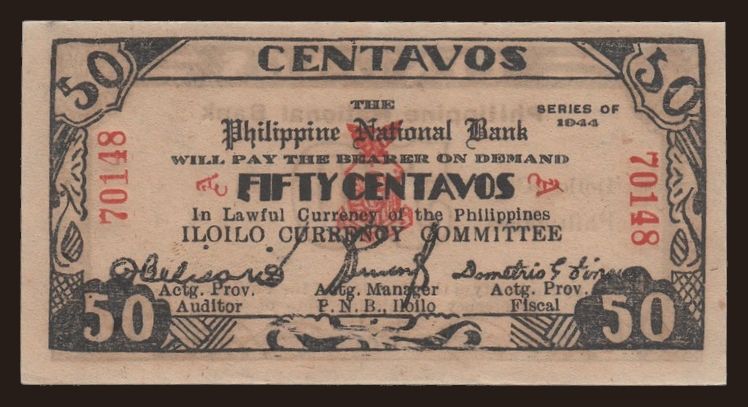 50 CENTAVOS 50
THE
SERIES OF
1944
Philippine National Bank
WILL PAY THE BEARER ON DEMAND
70148
70148
FIFTY CENTAVOS
In Lawful Currency of the Philippines
ILOILO CURRENCY COMMITTEE
Actg. Prov. Actg. Manager Actg. Prov.
Auditor P. N. B., Iloilo Fiscal
50 50